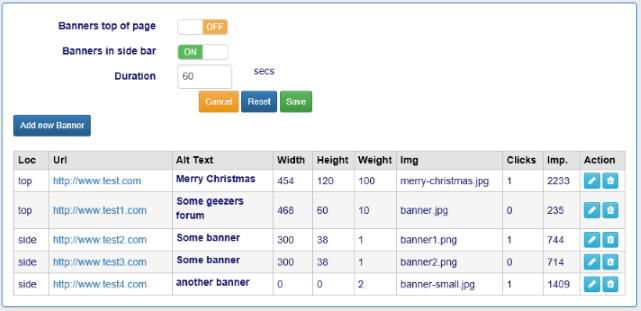 Banners top of page OFF
Banners in side bar ON
Duration 60 secs
Cancel Reset Save
Add new Banner
Loc Url Alt Text Width Height Weight Img Clicks Imp. Action
top http://www.test.com Merry Christmas 454 120 100 merry-christmas.jpg 1 2233
top http://www.test1.com Some geezers forum 468 60 10 banner.jpg 0 235
side http://www.test2.com Some banner 300 38 1 banner1.png 1 744
side http://www.test3.com Some banner 300 38 1 banner2.png 0 714
side http://www.test4.com another banner 0 0 2 banner-small.jpg 1 1409